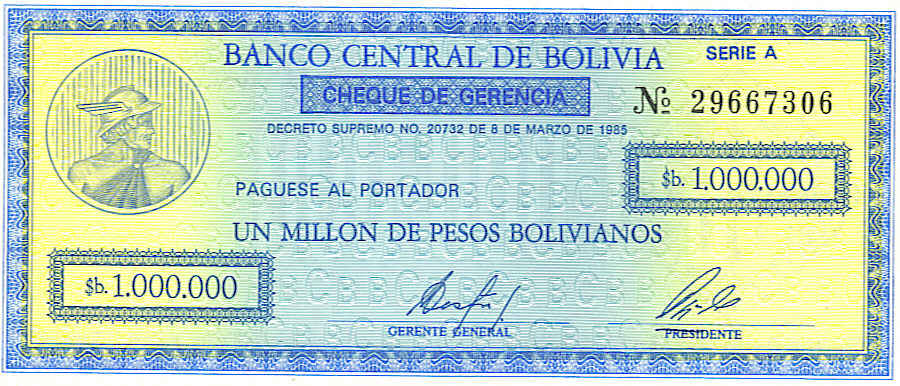 BANCO CENTRAL DE BOLIVIA
SERIE A
CHEQUE DE GERENCIA
№ 29667306
DECRETO SUPREMO NO. 20732 DE 8 DE MARZO DE 1985
PAGUESE AL PORTADOR
$b. 1.000.000
UN MILLON DE PESOS BOLIVIANOS
$b. 1.000.000
GERENTE GENERAL
PRESIDENTE